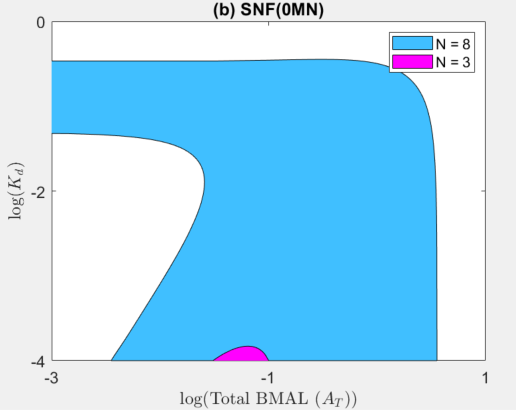 (b) SNF(0MN)
0
N = 8
N = 3
log(K_d)
-2
-4
-3
-1
1
log(Total BMAL (A_T))